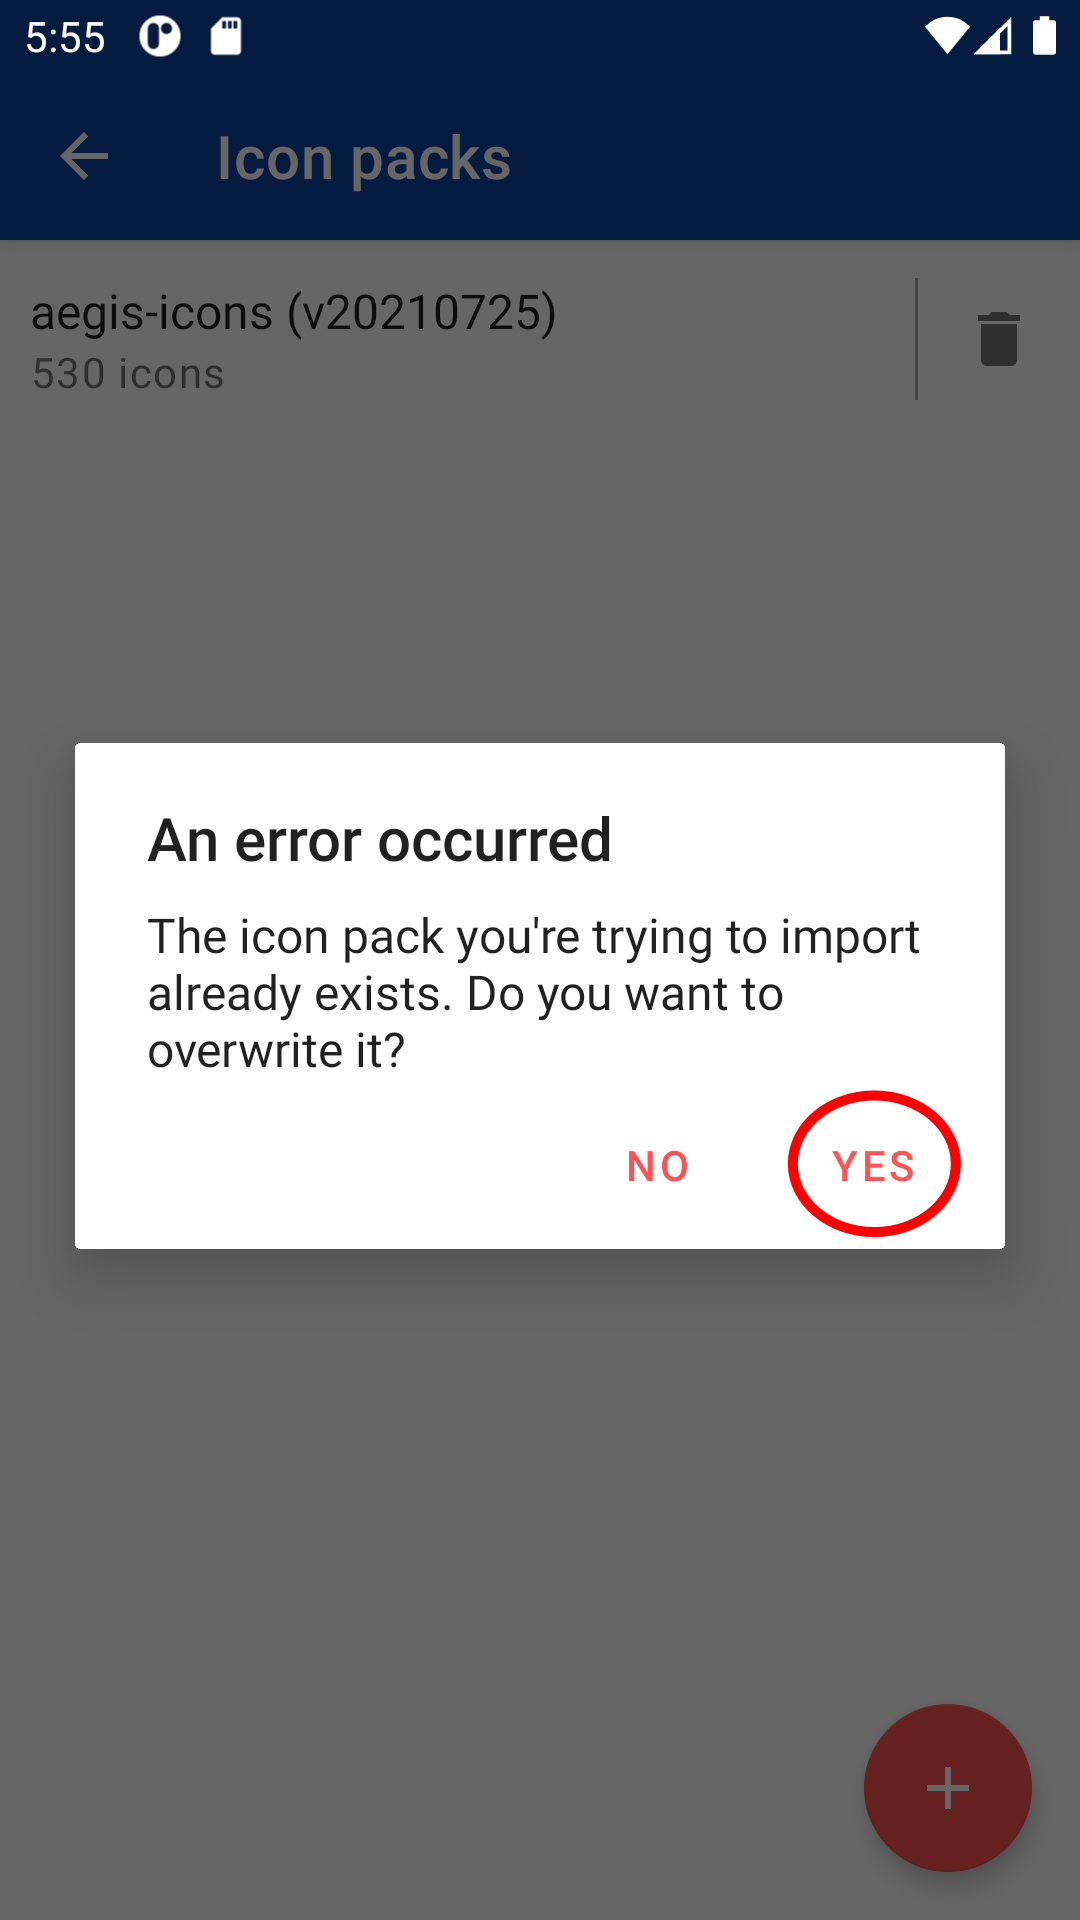 5:55
Icon packs
aegis-icons (v20210725)
530 icons
An error occurred
The icon pack you're trying to import
already exists. Do you want to
overwrite it?
NO YES